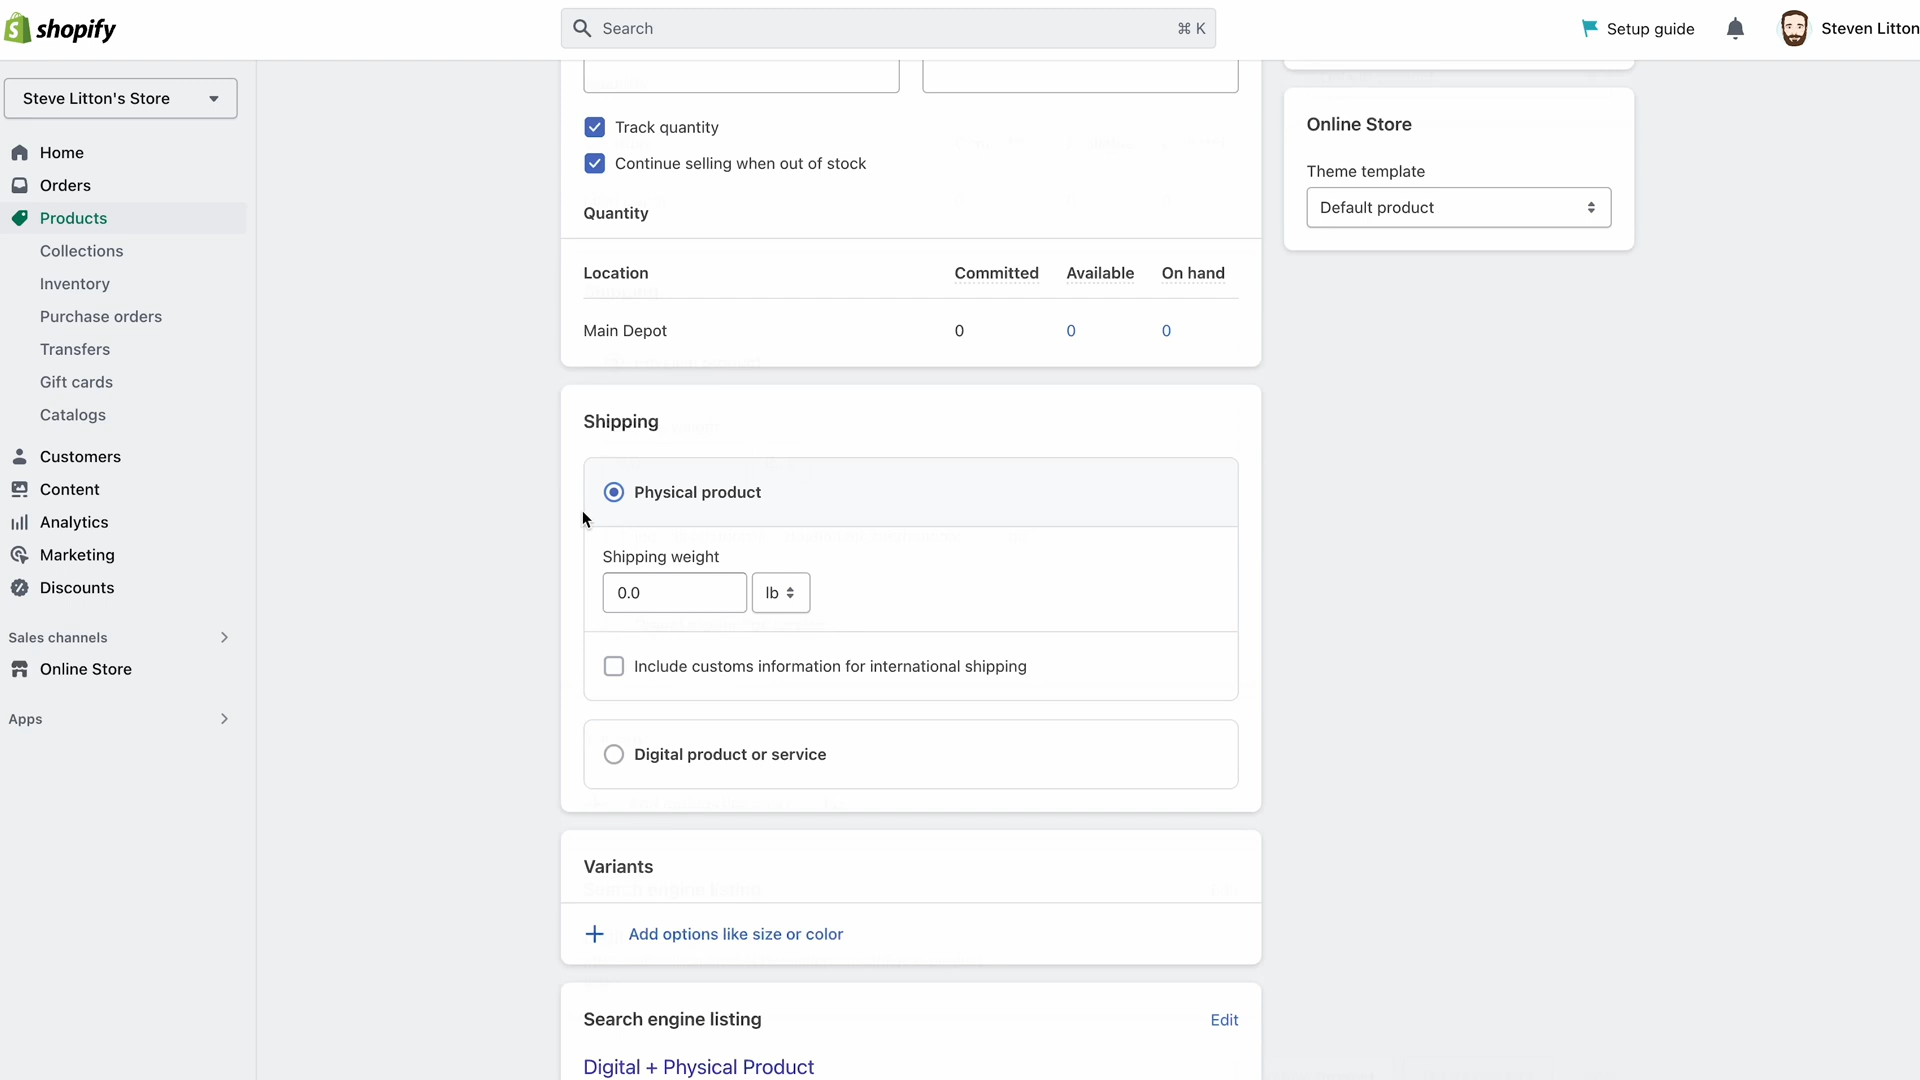 shopify
Search
⌘ K
Setup guide
Steven Litton
Steve Litton's Store
Home
Orders
Products
Collections
Inventory
Purchase orders
Transfers
Gift cards
Catalogs
Customers
Content
Analytics
Marketing
Discounts
Sales channels
Online Store
Apps
Track quantity
Continue selling when out of stock
Quantity
Location Committed Available On hand
Main Depot 0 0 0
Shipping
Physical product
Shipping weight
0.0 lb
Include customs information for international shipping
Digital product or service
Variants
Add options like size or color
Search engine listing Edit
Digital + Physical Product
Online Store
Theme template
Default product